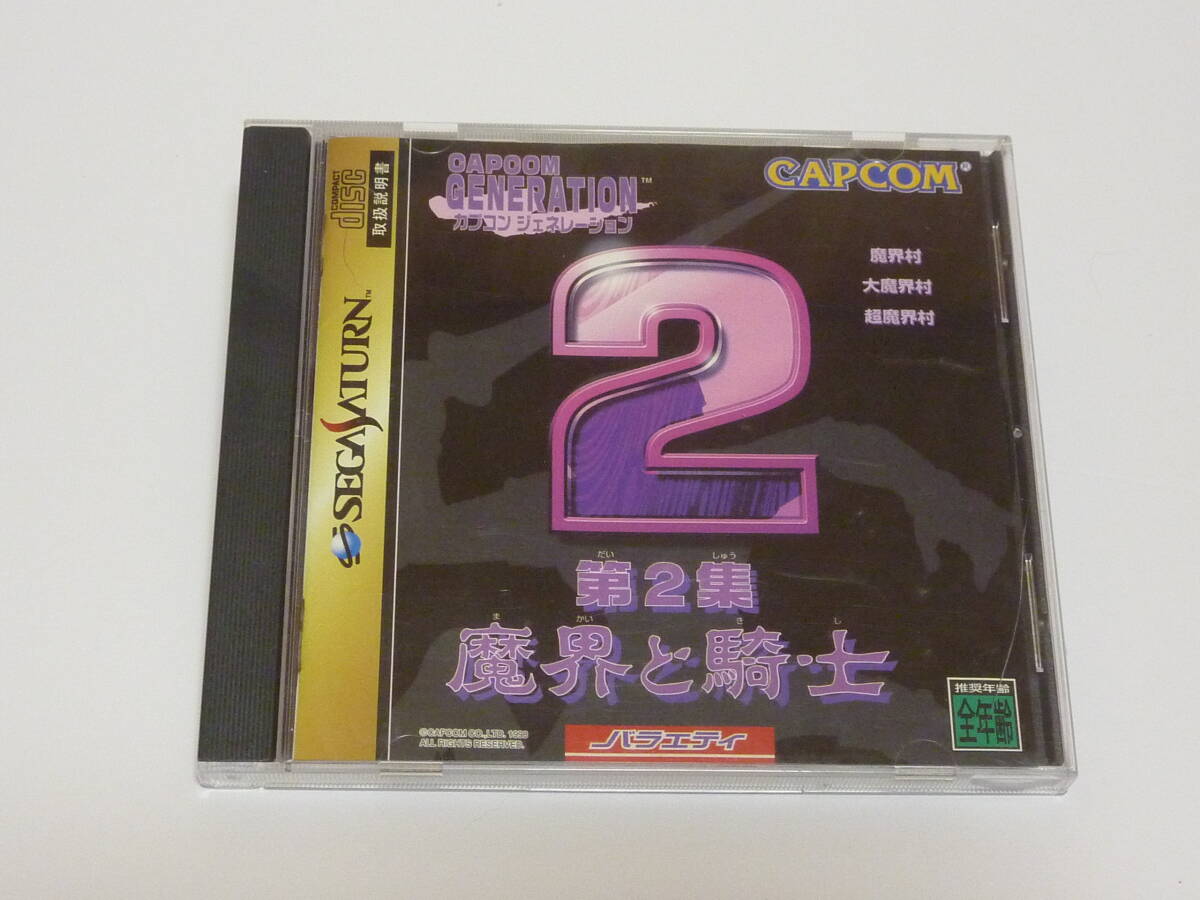 COMPACT
disc
取扱説明書
SEGASATURN™
CAPCOM
GENERATION™
カプコン ジェネレーション
CAPCOM®
魔界村
大魔界村
超魔界村
2
だい しゅう
第2集
ま かい き し
魔界と騎士
©CAPCOM CO., LTD. 1998
ALL RIGHTS RESERVED.
バラエティ
推奨年齢
全年齢